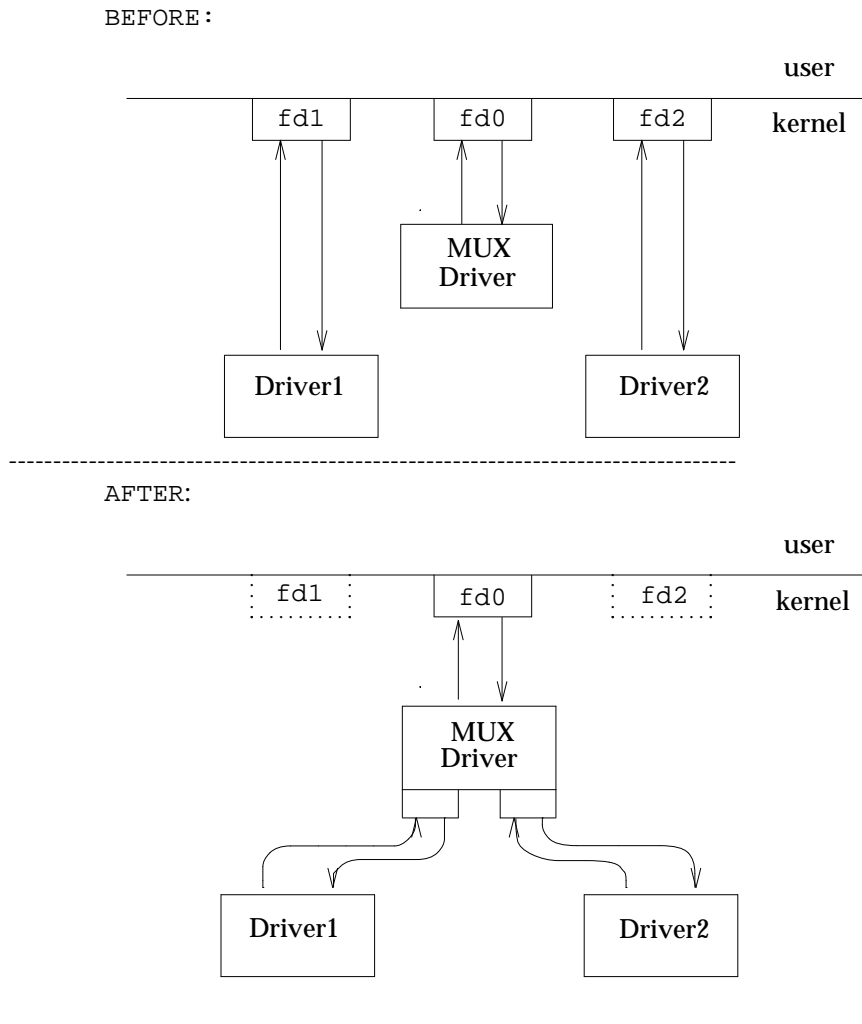 BEFORE:
user
fd1 fd0 fd2 kernel
MUX
Driver
Driver1 Driver2
AFTER:
user
fd1 fd0 fd2 kernel
MUX
Driver
Driver1 Driver2